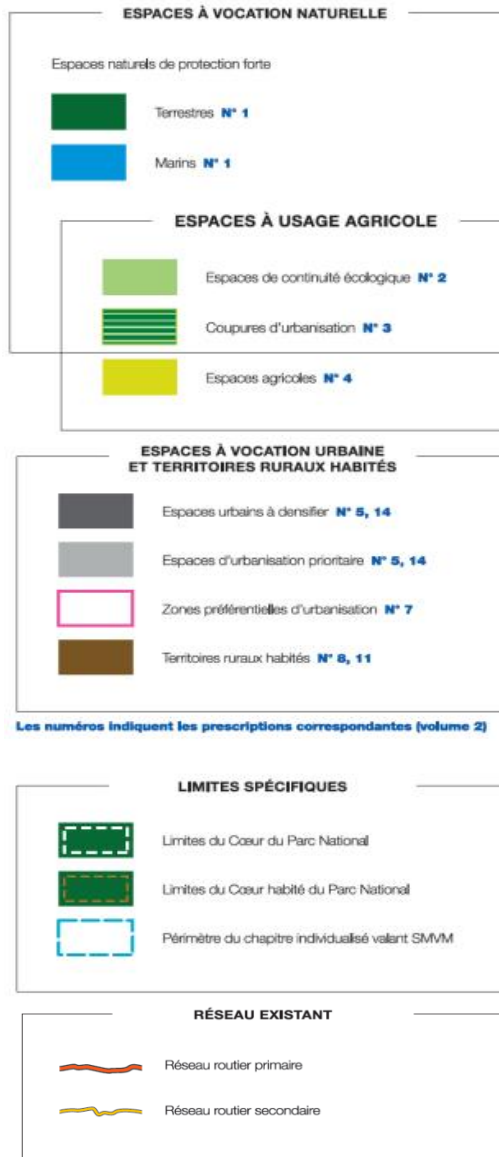 ESPACES À VOCATION NATURELLE
Espaces naturels de protection forte
Terrestres N° 1
Marins N° 1
ESPACES À USAGE AGRICOLE
Espaces de continuité écologique N° 2
Coupures d'urbanisation N° 3
Espaces agricoles N° 4
ESPACES À VOCATION URBAINE
ET TERRITOIRES RURAUX HABITÉS
Espaces urbains à densifier N° 5, 14
Espaces d'urbanisation prioritaire N° 5, 14
Zones préférentielles d'urbanisation N° 7
Territoires ruraux habités N° 8, 11
Les numéros indiquent les prescriptions correspondantes (volume 2)
LIMITES SPÉCIFIQUES
Limites du Cœur du Parc National
Limites du Cœur habité du Parc National
Périmètre du chapitre individualisé valant SMVM
RÉSEAU EXISTANT
Réseau routier primaire
Réseau routier secondaire